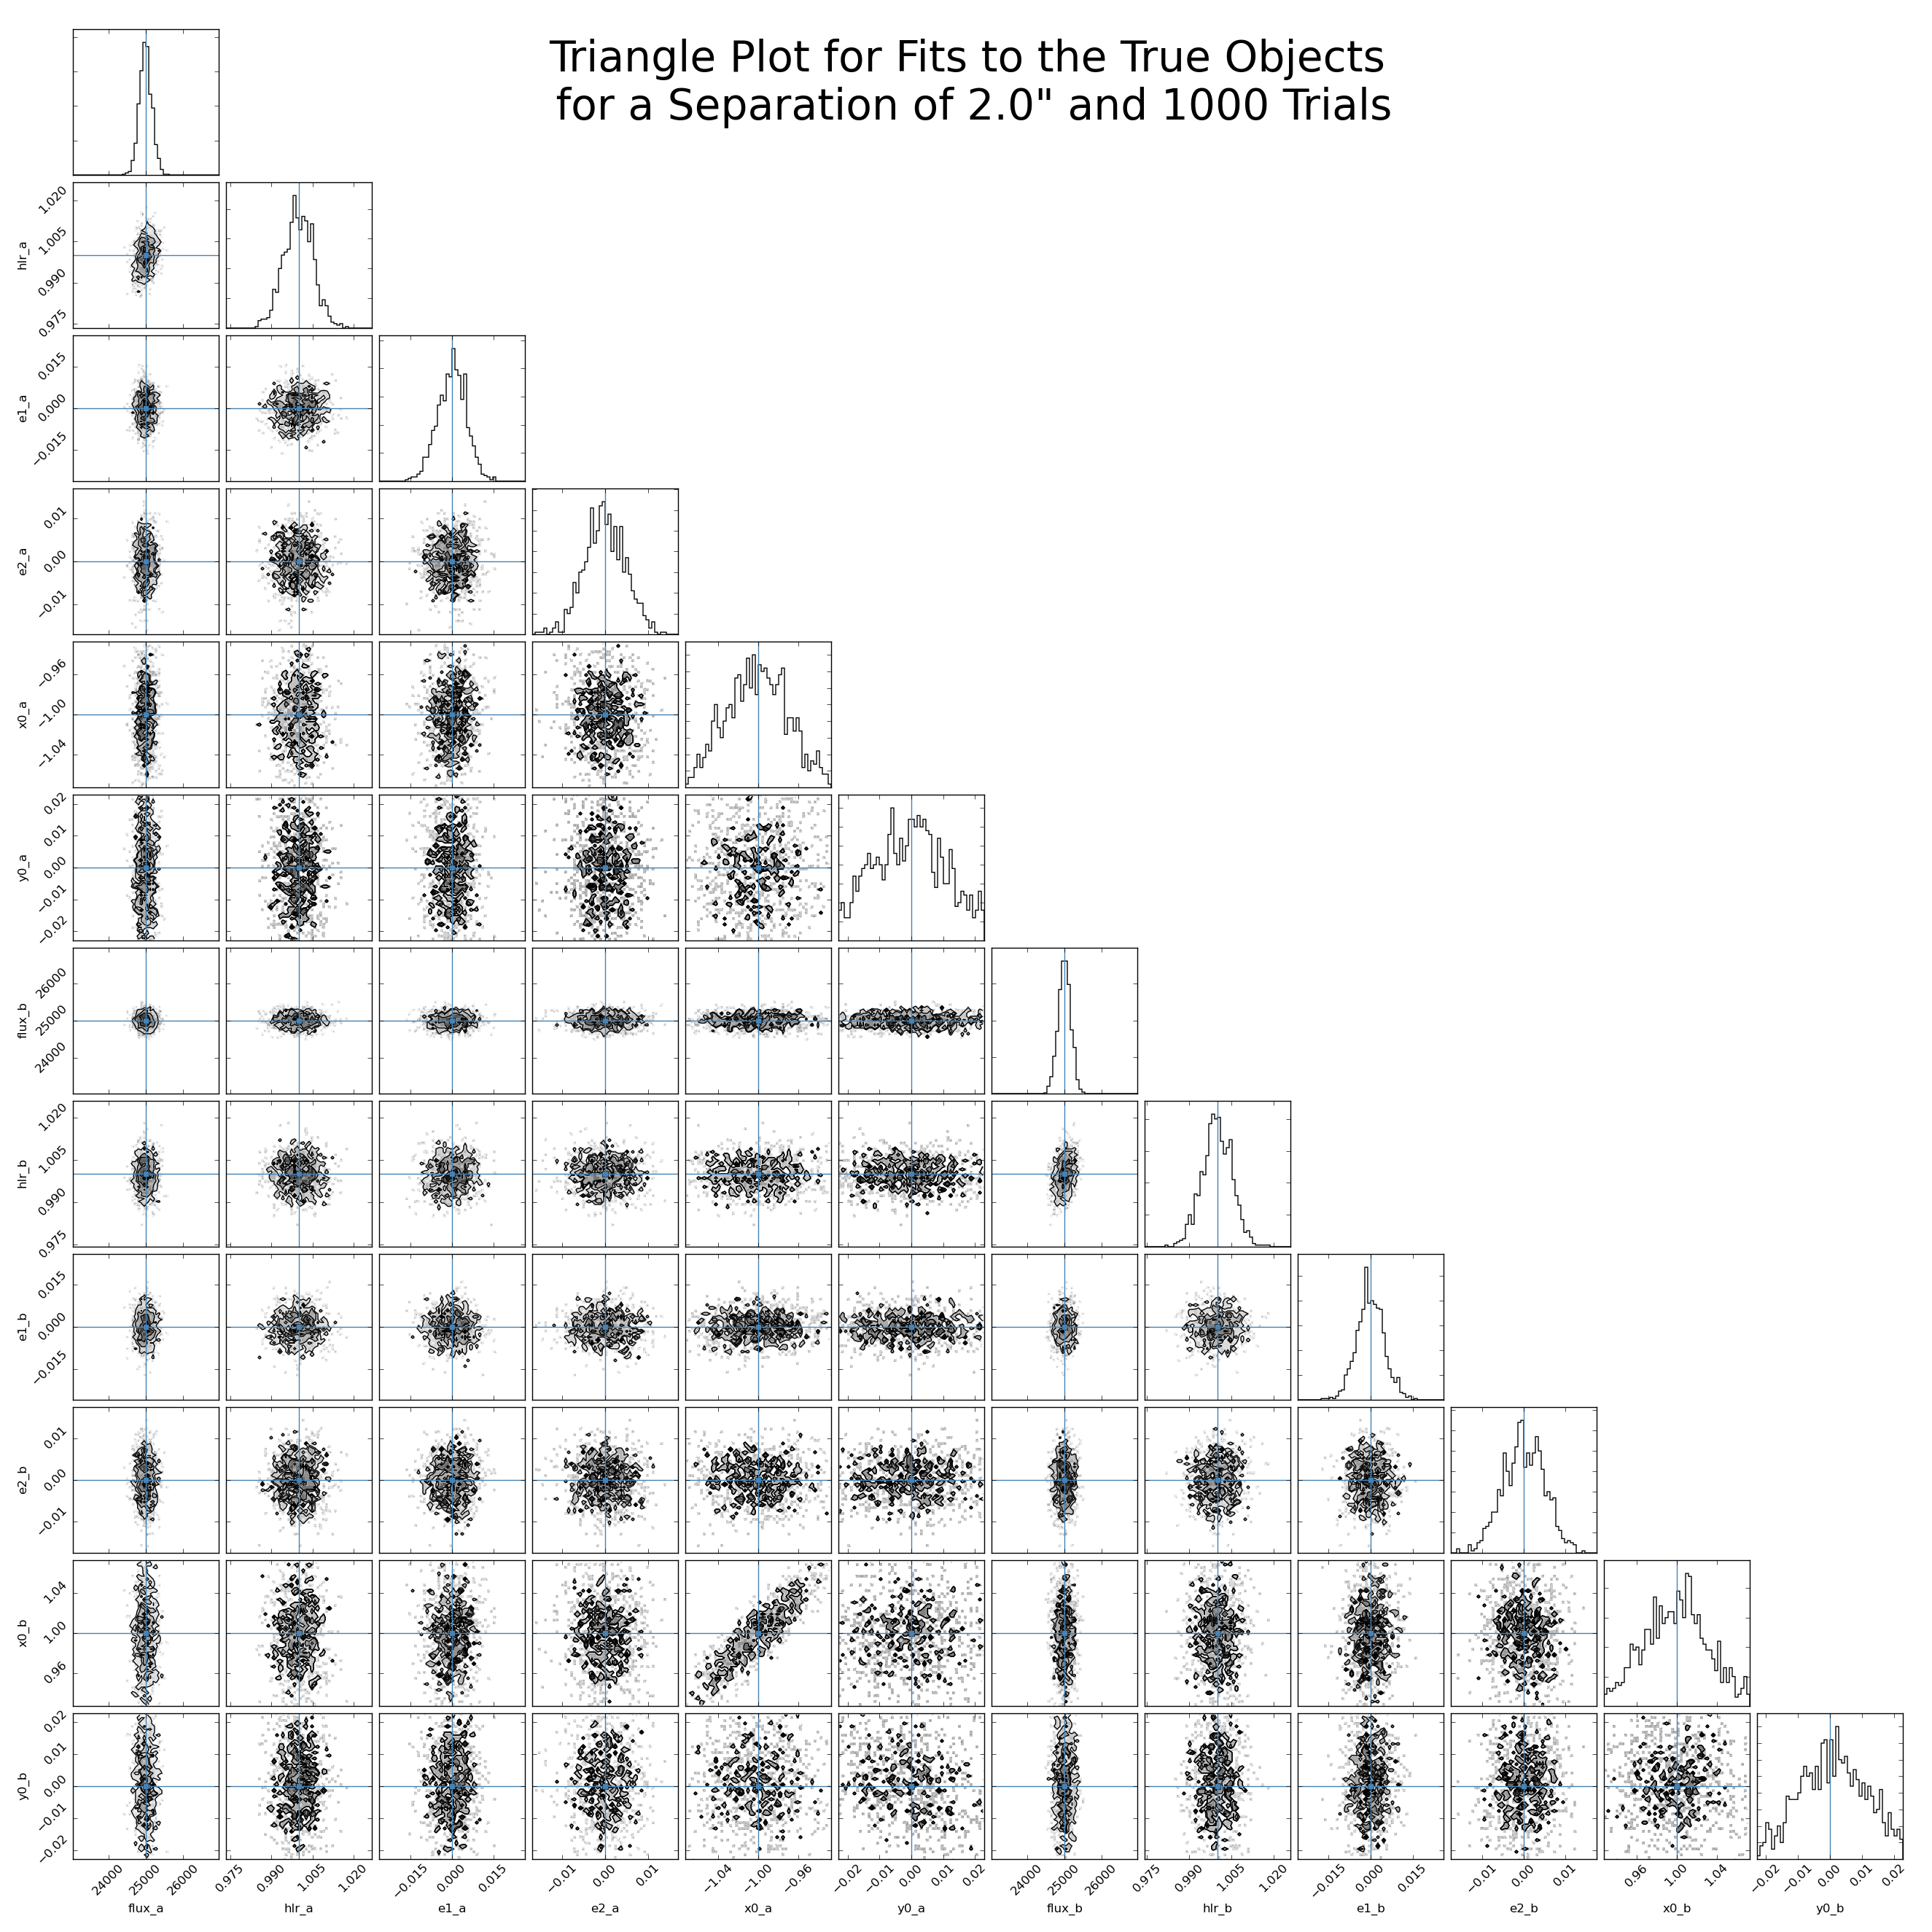 Triangle Plot for Fits to the True Objects
for a Separation of 2.0" and 1000 Trials
hlr_a
1.020
1.005
0.990
0.975
e1_a
0.015
0.000
−0.015
e2_a
0.01
0.00
−0.01
x0_a
−0.96
−1.00
−1.04
y0_a
0.02
0.01
0.00
−0.01
−0.02
flux_b
26000
25000
24000
hlr_b
1.020
1.005
0.990
0.975
e1_b
0.015
0.000
−0.015
e2_b
0.01
0.00
−0.01
x0_b
1.04
1.00
0.96
y0_b
0.02
0.01
0.00
−0.01
−0.02
24000 25000 26000 0.975 0.990 1.005 1.020 −0.015 0.000 0.015 −0.01 0.00 0.01 −1.04 −1.00 −0.96 −0.02 −0.01 0.00 0.01 0.02 24000 25000 26000 0.975 0.990 1.005 1.020 −0.015 0.000 0.015 −0.01 0.00 0.01 0.96 1.00 1.04 −0.02 −0.01 0.00 0.01 0.02
flux_a hlr_a e1_a e2_a x0_a y0_a flux_b hlr_b e1_b e2_b x0_b y0_b